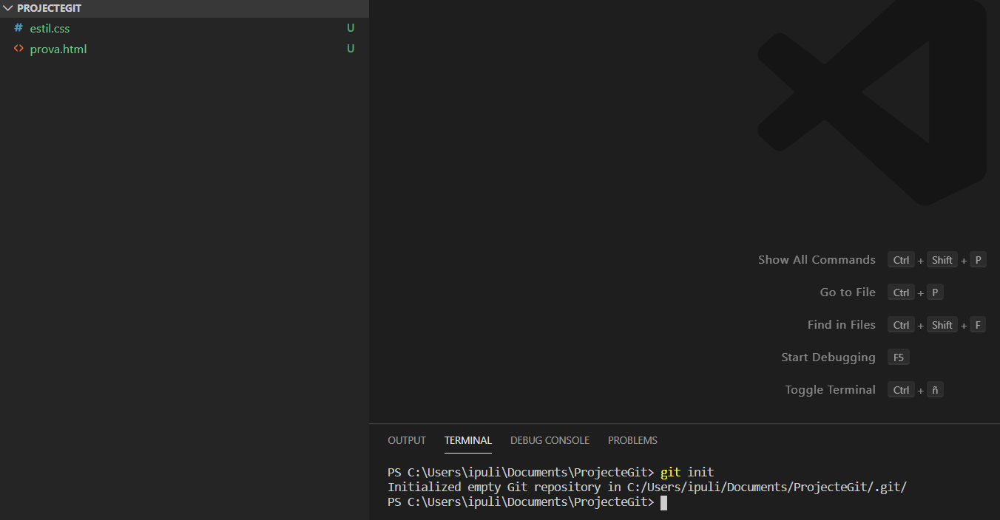 PROJECTEGIT
# estil.css U
<> prova.html U
Show All Commands Ctrl + Shift + P
Go to File Ctrl + P
Find in Files Ctrl + Shift + F
Start Debugging F5
Toggle Terminal Ctrl + ñ
OUTPUT TERMINAL DEBUG CONSOLE PROBLEMS
PS C:\Users\ipuli\Documents\ProjecteGit> git init
Initialized empty Git repository in C:/Users/ipuli/Documents/ProjecteGit/.git/
PS C:\Users\ipuli\Documents\ProjecteGit>